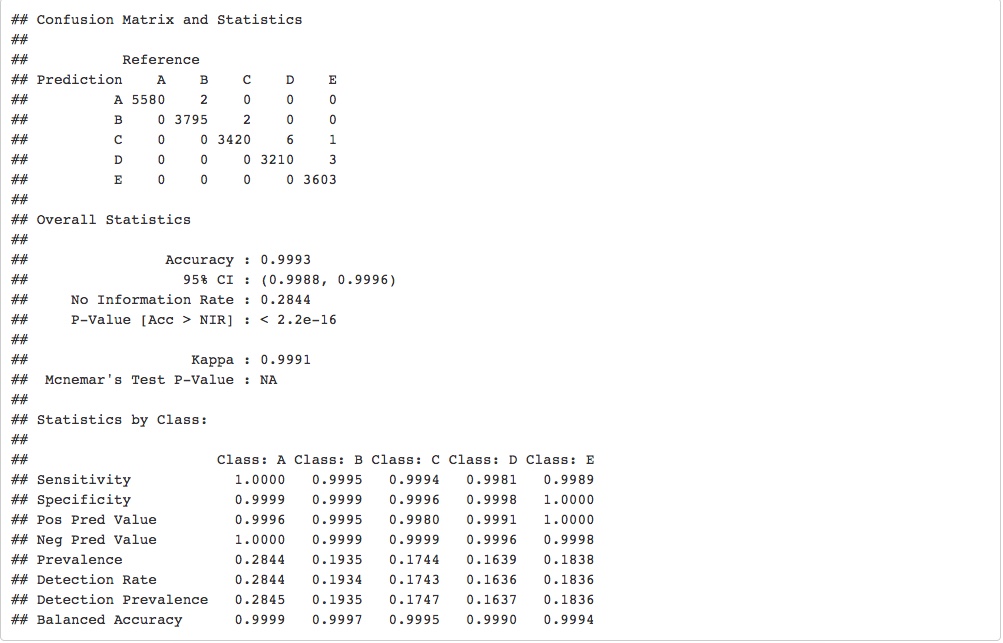 ## Confusion Matrix and Statistics
##
##           Reference
## Prediction    A    B    C    D    E
##          A 5580    2    0    0    0
##          B    0 3795    2    0    0
##          C    0    0 3420    6    1
##          D    0    0    0 3210    3
##          E    0    0    0    0 3603
##
## Overall Statistics
##
##                Accuracy : 0.9993
##                  95% CI : (0.9988, 0.9996)
##     No Information Rate : 0.2844
##     P-Value [Acc > NIR] : < 2.2e-16
##
##                   Kappa : 0.9991
##  Mcnemar's Test P-Value : NA
##
## Statistics by Class:
##
##                      Class: A Class: B Class: C Class: D Class: E
## Sensitivity            1.0000   0.9995   0.9994   0.9981   0.9989
## Specificity            0.9999   0.9999   0.9996   0.9998   1.0000
## Pos Pred Value         0.9996   0.9995   0.9980   0.9991   1.0000
## Neg Pred Value         1.0000   0.9999   0.9999   0.9996   0.9998
## Prevalence             0.2844   0.1935   0.1744   0.1639   0.1838
## Detection Rate         0.2844   0.1934   0.1743   0.1636   0.1836
## Detection Prevalence   0.2845   0.1935   0.1747   0.1637   0.1836
## Balanced Accuracy      0.9999   0.9997   0.9995   0.9990   0.9994